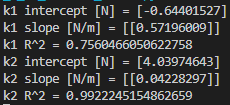 k1 intercept [N] = [-0.64401527]
k1 slope [N/m] = [[0.57196009]]
k1 R^2 = 0.7560466050622758
k2 intercept [N] = [4.03974643]
k2 slope [N/m] = [[0.04228297]]
k2 R^2 = 0.9922245154862659